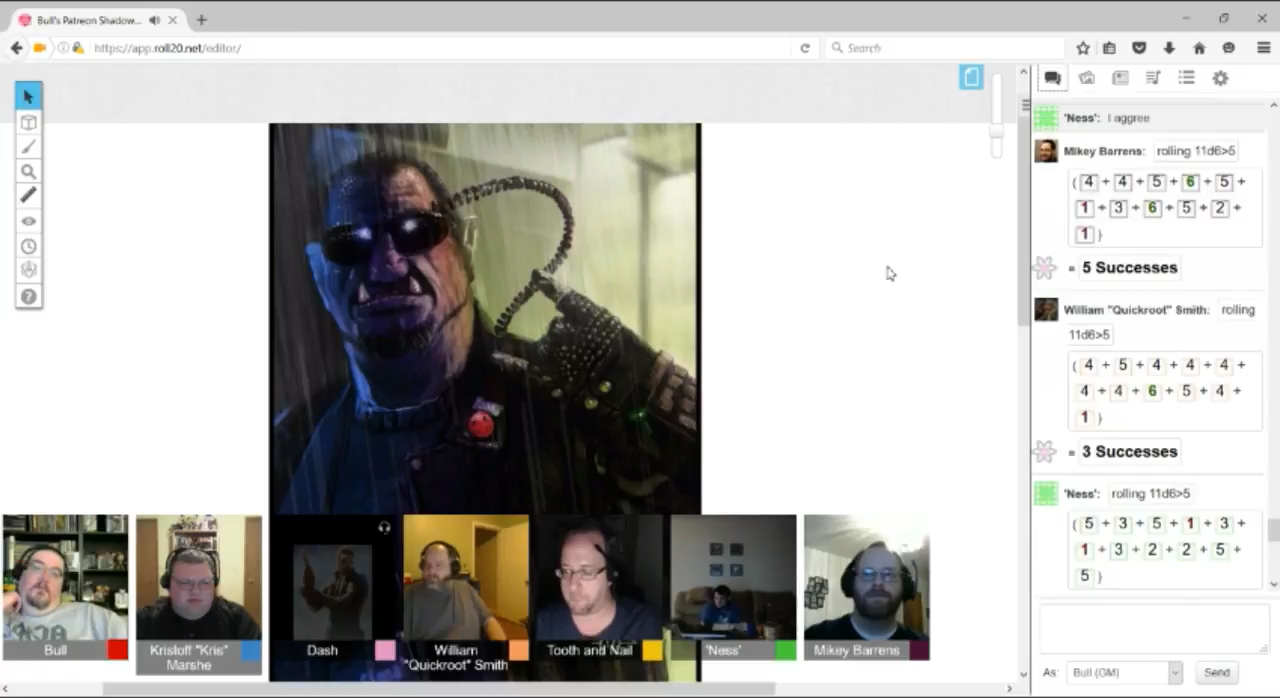 Bull's Patreon Shadow...
https://app.roll20.net/editor/
Search
'Ness': I aggree
Mikey Barrens: rolling 11d6>5
(4 + 4 + 5 + 6 + 5 +
1 + 3 + 6 + 5 + 2 +
1)
= 5 Successes
William "Quickroot" Smith: rolling
11d6>5
(4 + 5 + 4 + 4 + 4 +
4 + 4 + 6 + 5 + 4 +
1)
= 3 Successes
'Ness': rolling 11d6>5
(5 + 3 + 5 + 1 + 3 +
1 + 3 + 2 + 2 + 5 +
5)
As: Bull (GM) Send
Bull
Kristoff "Kris"
Marshe
Dash
William
"Quickroot" Smith
Tooth and Nail
'Ness'
Mikey Barrens